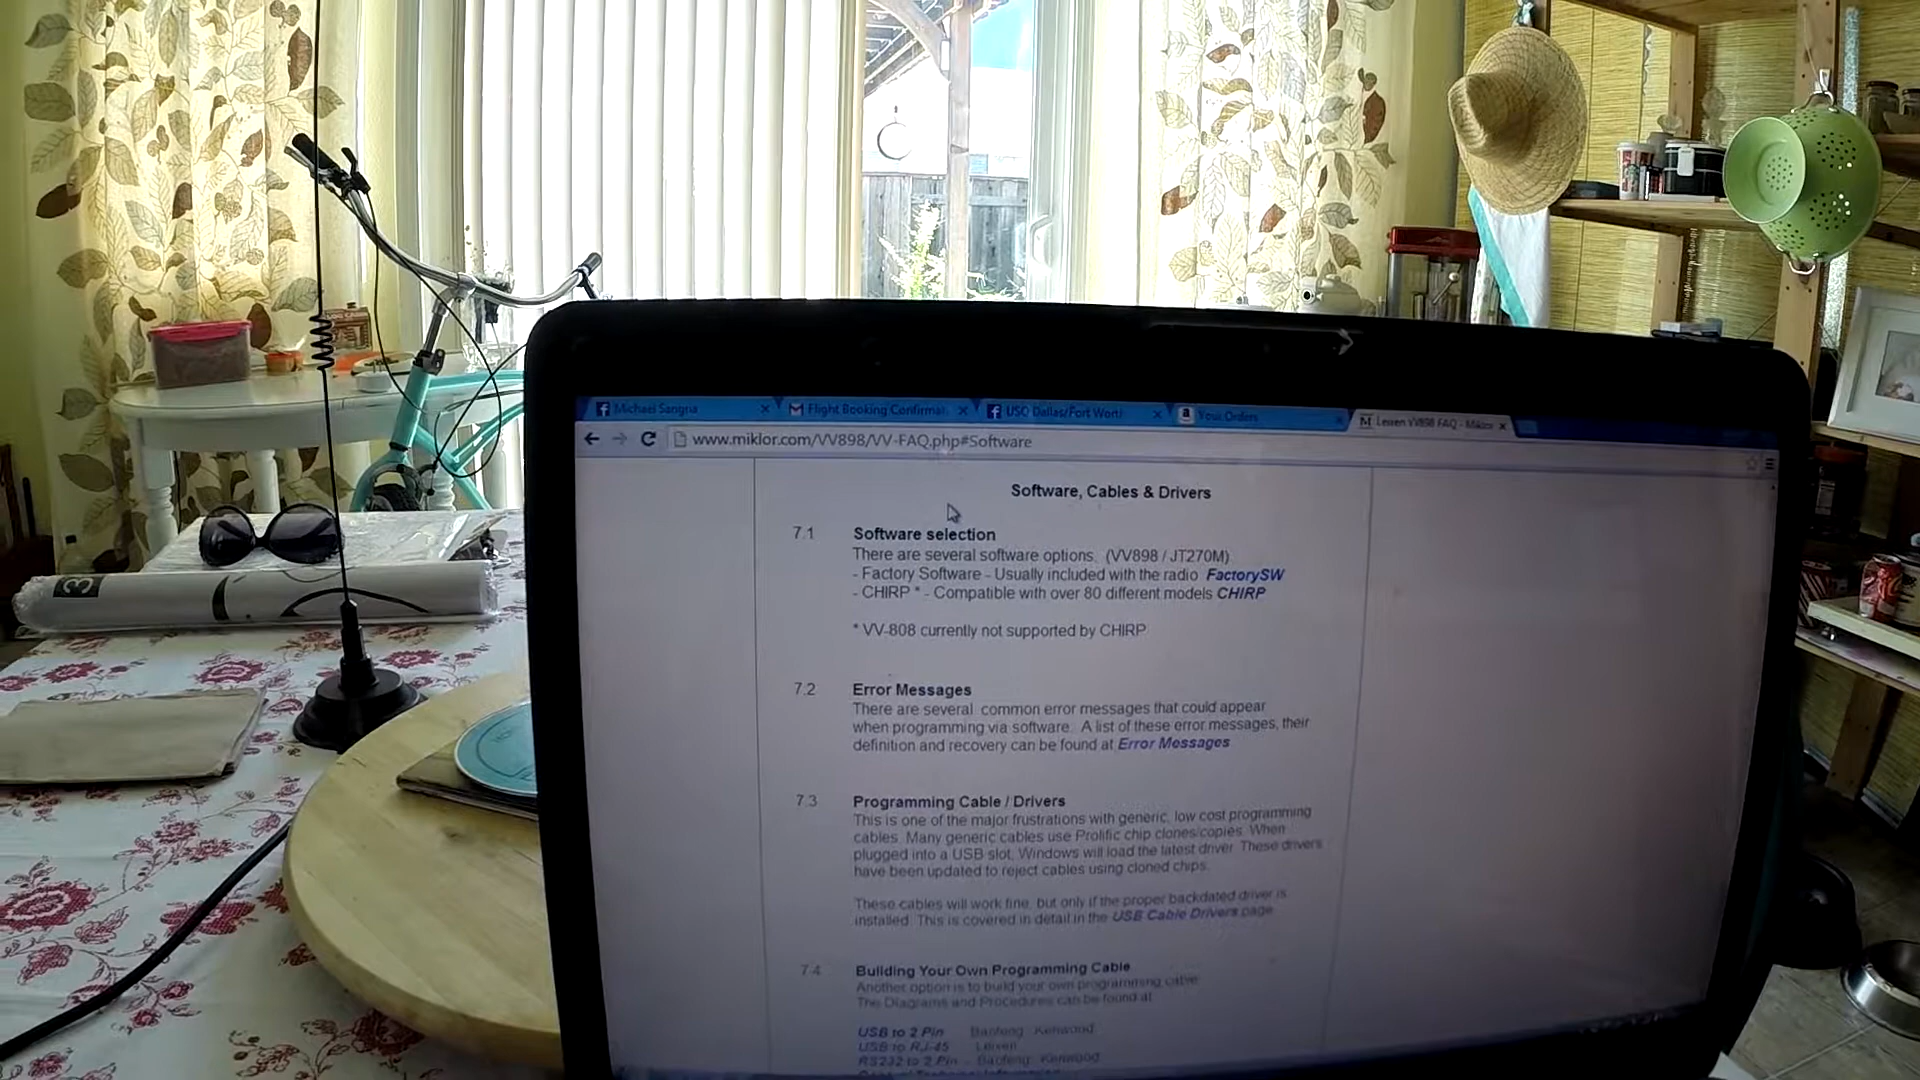 Michael Sangria
Flight Booking Confirmat
USO Dallas/Fort Worth
Your Orders
Leixen VV898 FAQ - Miklor
www.miklor.com/VV898/VV-FAQ.php#Software
Software, Cables & Drivers
7.1 Software selection
There are several software options. (VV898 / JT270M)
- Factory Software - Usually included with the radio FactorySW
- CHIRP * - Compatible with over 80 different models CHIRP
* VV-808 currently not supported by CHIRP
7.2 Error Messages
There are several common error messages that could appear
when programming via software. A list of these error messages, their
definition and recovery can be found at Error Messages
7.3 Programming Cable / Drivers
This is one of the major frustrations with generic, low cost programming
cables. Many generic cables use Prolific chip clones/copies. When
plugged into a USB slot, Windows will load the latest driver. These drivers
have been updated to reject cables using cloned chips.
These cables will work fine, but only if the proper backdated driver is
installed. This is covered in detail in the USB Cable Drivers page
7.4 Building Your Own Programming Cable
Another option is to build your own programming cable.
The Diagrams and Procedures can be found at
USB to 2 Pin - Baofeng, Kenwood
USB to RJ-45 Leixen
RS232 to 2 Pin - Baofeng, Kenwood
3